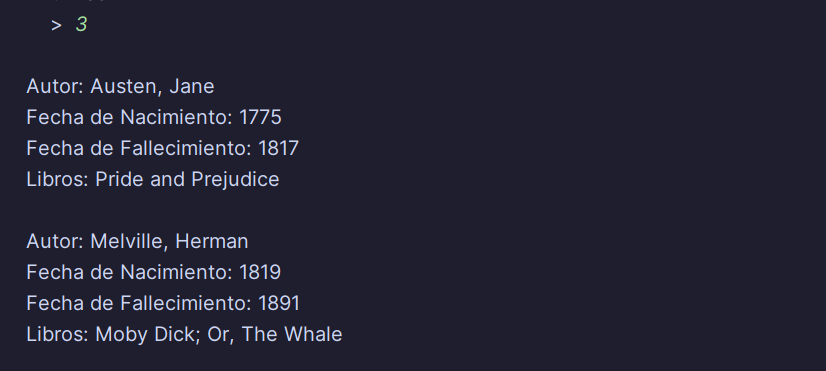 > 3
Autor: Austen, Jane
Fecha de Nacimiento: 1775
Fecha de Fallecimiento: 1817
Libros: Pride and Prejudice
Autor: Melville, Herman
Fecha de Nacimiento: 1819
Fecha de Fallecimiento: 1891
Libros: Moby Dick; Or, The Whale